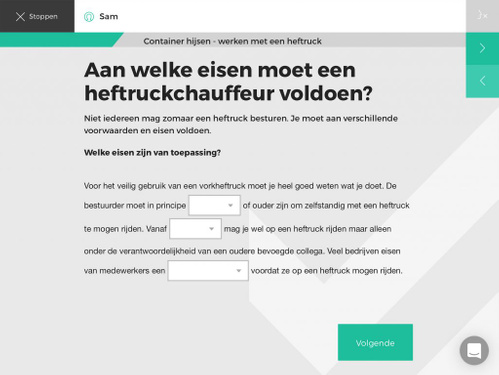 Stoppen
Sam
Container hijsen - werken met een heftruck
Aan welke eisen moet een
heftruckchauffeur voldoen?
Niet iedereen mag zomaar een heftruck besturen. Je moet aan verschillende
voorwaarden en eisen voldoen.
Welke eisen zijn van toepassing?
Voor het veilig gebruik van een vorkheftruck moet je heel goed weten wat je doet. De
bestuurder moet in principe of ouder zijn om zelfstandig met een heftruck
te mogen rijden. Vanaf mag je wel op een heftruck rijden maar alleen
onder de verantwoordelijkheid van een oudere bevoegde collega. Veel bedrijven eisen
van medewerkers een voordat ze op een heftruck mogen rijden.
Volgende